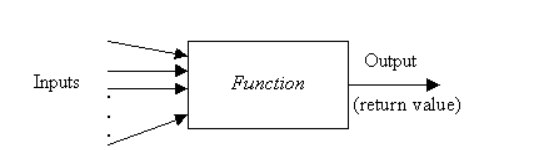 Inputs
Function
Output
(return value)